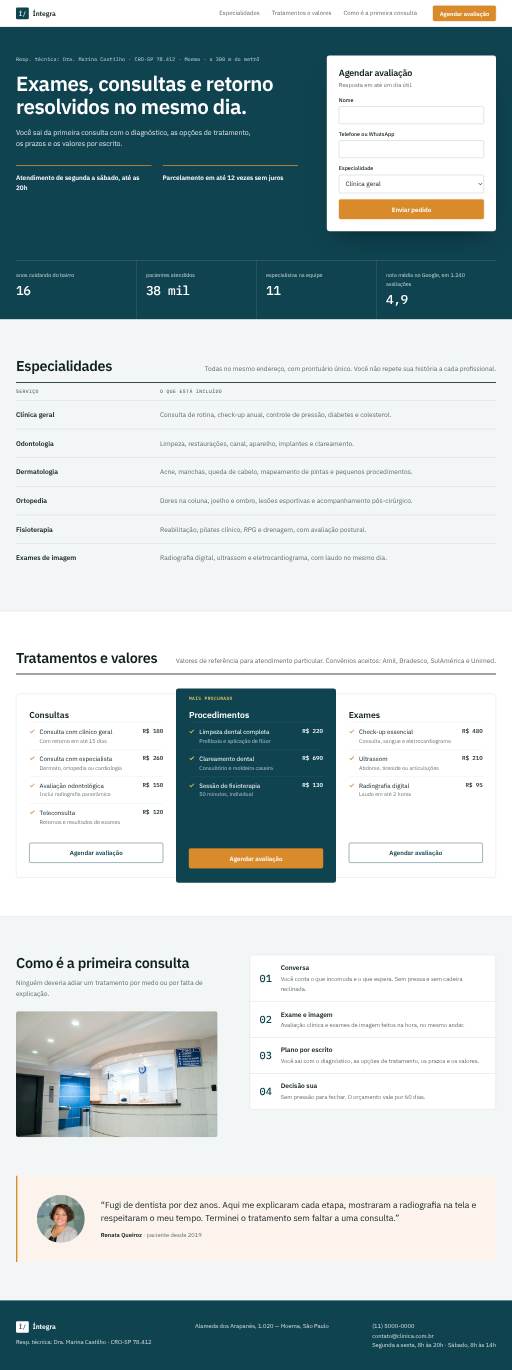 Íntegra
Especialidades
Tratamentos e valores
Como é a primeira consulta
Agendar avaliação
Resp. técnica: Dra. Marina Castilho · CRO-SP 78.412 · Moema · a 300 m do metrô
Exames, consultas e retorno
resolvidos no mesmo dia.
Você sai da primeira consulta com o diagnóstico, as opções de tratamento,
os prazos e os valores por escrito.
Atendimento de segunda a sábado, até as
20h
Parcelamento em até 12 vezes sem juros
Agendar avaliação
Resposta em até um dia útil
Nome
Telefone ou WhatsApp
Especialidade
Clínica geral
Enviar pedido
anos cuidando do bairro
16
pacientes atendidos
38 mil
especialistas na equipe
11
nota média no Google, em 1.240
avaliações
4,9
Especialidades
Todas no mesmo endereço, com prontuário único. Você não repete sua história a cada profissional.
SERVIÇO
O QUE ESTÁ INCLUÍDO
Clínica geral
Consulta de rotina, check-up anual, controle de pressão, diabetes e colesterol.
Odontologia
Limpeza, restaurações, canal, aparelho, implantes e clareamento.
Dermatologia
Acne, manchas, queda de cabelo, mapeamento de pintas e pequenos procedimentos.
Ortopedia
Dores na coluna, joelho e ombro, lesões esportivas e acompanhamento pós-cirúrgico.
Fisioterapia
Reabilitação, pilates clínico, RPG e drenagem, com avaliação postural.
Exames de imagem
Radiografia digital, ultrassom e eletrocardiograma, com laudo no mesmo dia.
Tratamentos e valores
Valores de referência para atendimento particular. Convênios aceitos: Amil, Bradesco, SulAmérica e Unimed.
Consultas
Consulta com clínico geral R$ 180
Com retorno em até 15 dias
Consulta com especialista R$ 260
Dermato, ortopedia ou cardiologia
Avaliação odontológica R$ 150
Inclui radiografia panorâmica
Teleconsulta R$ 120
Retornos e resultados de exames
Agendar avaliação
MAIS PROCURADO
Procedimentos
Limpeza dental completa R$ 220
Profilaxia e aplicação de flúor
Clareamento dental R$ 690
Consultório e moldeira caseira
Sessão de fisioterapia R$ 130
50 minutos, individual
Agendar avaliação
Exames
Check-up essencial R$ 480
Consulta, sangue e eletrocardiograma
Ultrassom R$ 210
Abdome, tireoide ou articulações
Radiografia digital R$ 95
Laudo em até 2 horas
Agendar avaliação
Como é a primeira consulta
Ninguém deveria adiar um tratamento por medo ou por falta de
explicação.
01
Conversa
Você conta o que incomoda e o que espera. Sem pressa e sem cadeira
reclinada.
02
Exame e imagem
Avaliação clínica e exames de imagem feitos na hora, no mesmo andar.
03
Plano por escrito
Você sai com o diagnóstico, as opções de tratamento, os prazos e os valores.
04
Decisão sua
Sem pressão para fechar. O orçamento vale por 60 dias.
“Fugi de dentista por dez anos. Aqui me explicaram cada etapa, mostraram a radiografia na tela e
respeitaram o meu tempo. Terminei o tratamento sem faltar a uma consulta.”
Renata Queiroz · paciente desde 2019
Íntegra
Resp. técnica: Dra. Marina Castilho · CRO-SP 78.412
Alameda dos Arapanés, 1.020 — Moema, São Paulo
(11) 5000-0000
contato@clinica.com.br
Segunda a sexta, 8h às 20h · Sábado, 8h às 14h